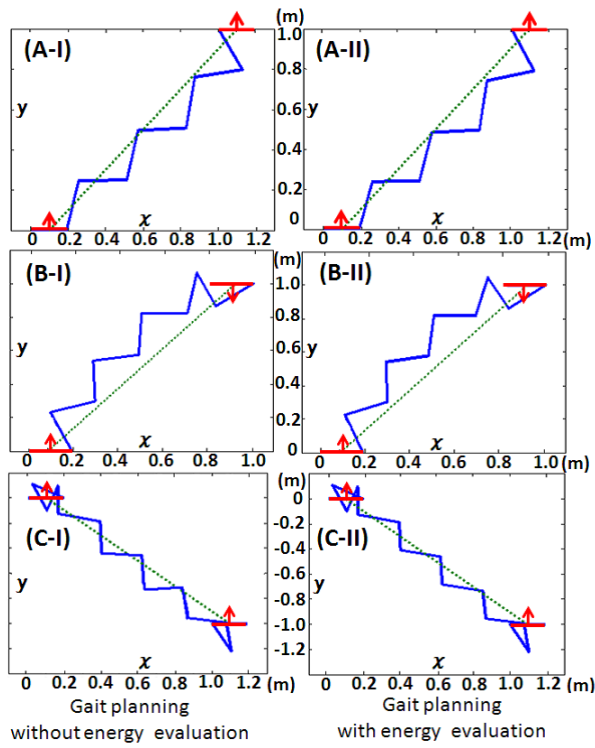 (m)
(A-I)
(A-II)
1.0
0.8
y
0.6
y
0.4
0.2
x
0
x
0 0.2 0.4 0.6 0.8 1.0 1.2
0 0.2 0.4 0.6 0.8 1.0 1.2
(m)
(m)
(B-I)
(B-II)
1.0
0.8
y
0.6
y
0.4
0.2
x
0
x
0 0.2 0.4 0.6 0.8 1.0
(m)
0 0.2 0.4 0.6 0.8 1.0
(m)
(m)
0
-0.2
(C-I)
-0.4
(C-II)
y
-0.6
y
-0.8
-1.0
x
-1.2
x
0 0.2 0.4 0.6 0.8 1.0 1.2
(m)
0 0.2 0.4 0.6 0.8 1.0 1.2
(m)
Gait planning
without energy evaluation
Gait planning
with energy evaluation